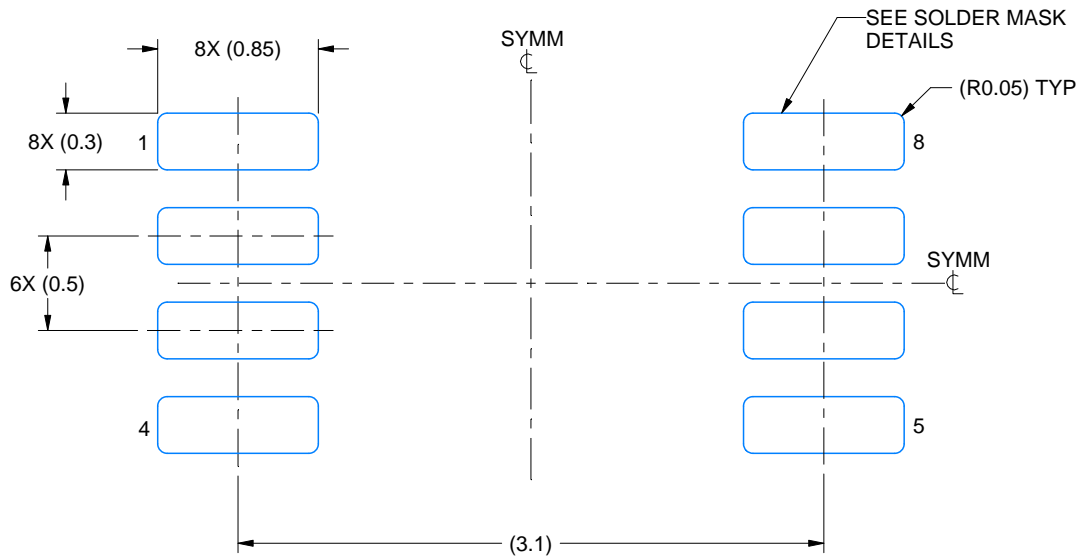 8X (0.85)
SYMM
SEE SOLDER MASK
DETAILS
(R0.05) TYP
8X (0.3)
1
8
6X (0.5)
SYMM
4
5
(3.1)